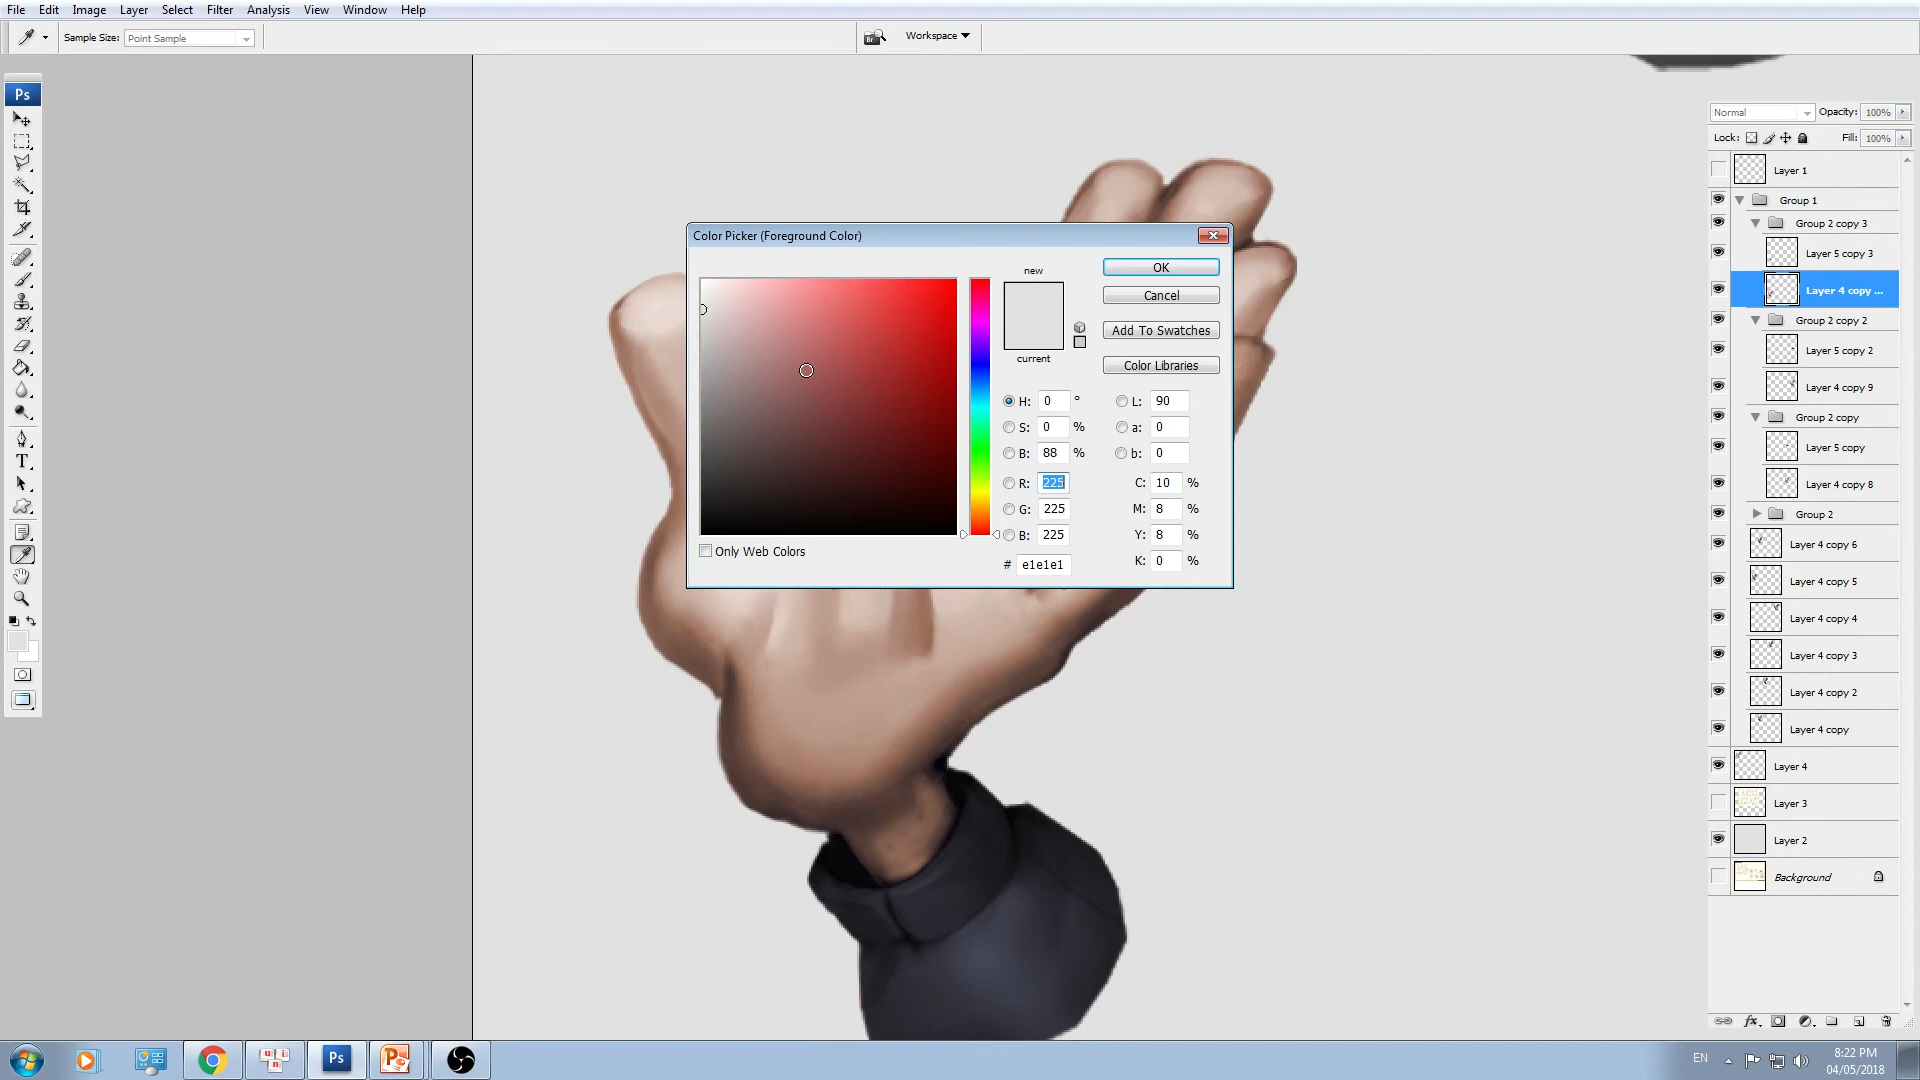 File Edit Image Layer Select Filter Analysis View Window Help
Sample Size: Point Sample
Br
Workspace
Ps
Normal Opacity: 100%
Lock: Fill: 100%
Layer 1
Group 1
Group 2 copy 3
Layer 5 copy 3
Layer 4 copy ...
Group 2 copy 2
Layer 5 copy 2
Layer 4 copy 9
Group 2 copy
Layer 5 copy
Layer 4 copy 8
Group 2
Layer 4 copy 6
Layer 4 copy 5
Layer 4 copy 4
Layer 4 copy 3
Layer 4 copy 2
Layer 4 copy
Layer 4
Layer 3
Layer 2
Background
Color Picker (Foreground Color)
new
current
OK
Cancel
Add To Swatches
Color Libraries
H: 0 ° L: 90
S: 0 % a: 0
B: 88 % b: 0
R: 225 C: 10 %
G: 225 M: 8 %
B: 225 Y: 8 %
# e1e1e1 K: 0 %
Only Web Colors
T
fx
Ps
EN
8:22 PM
04/05/2018